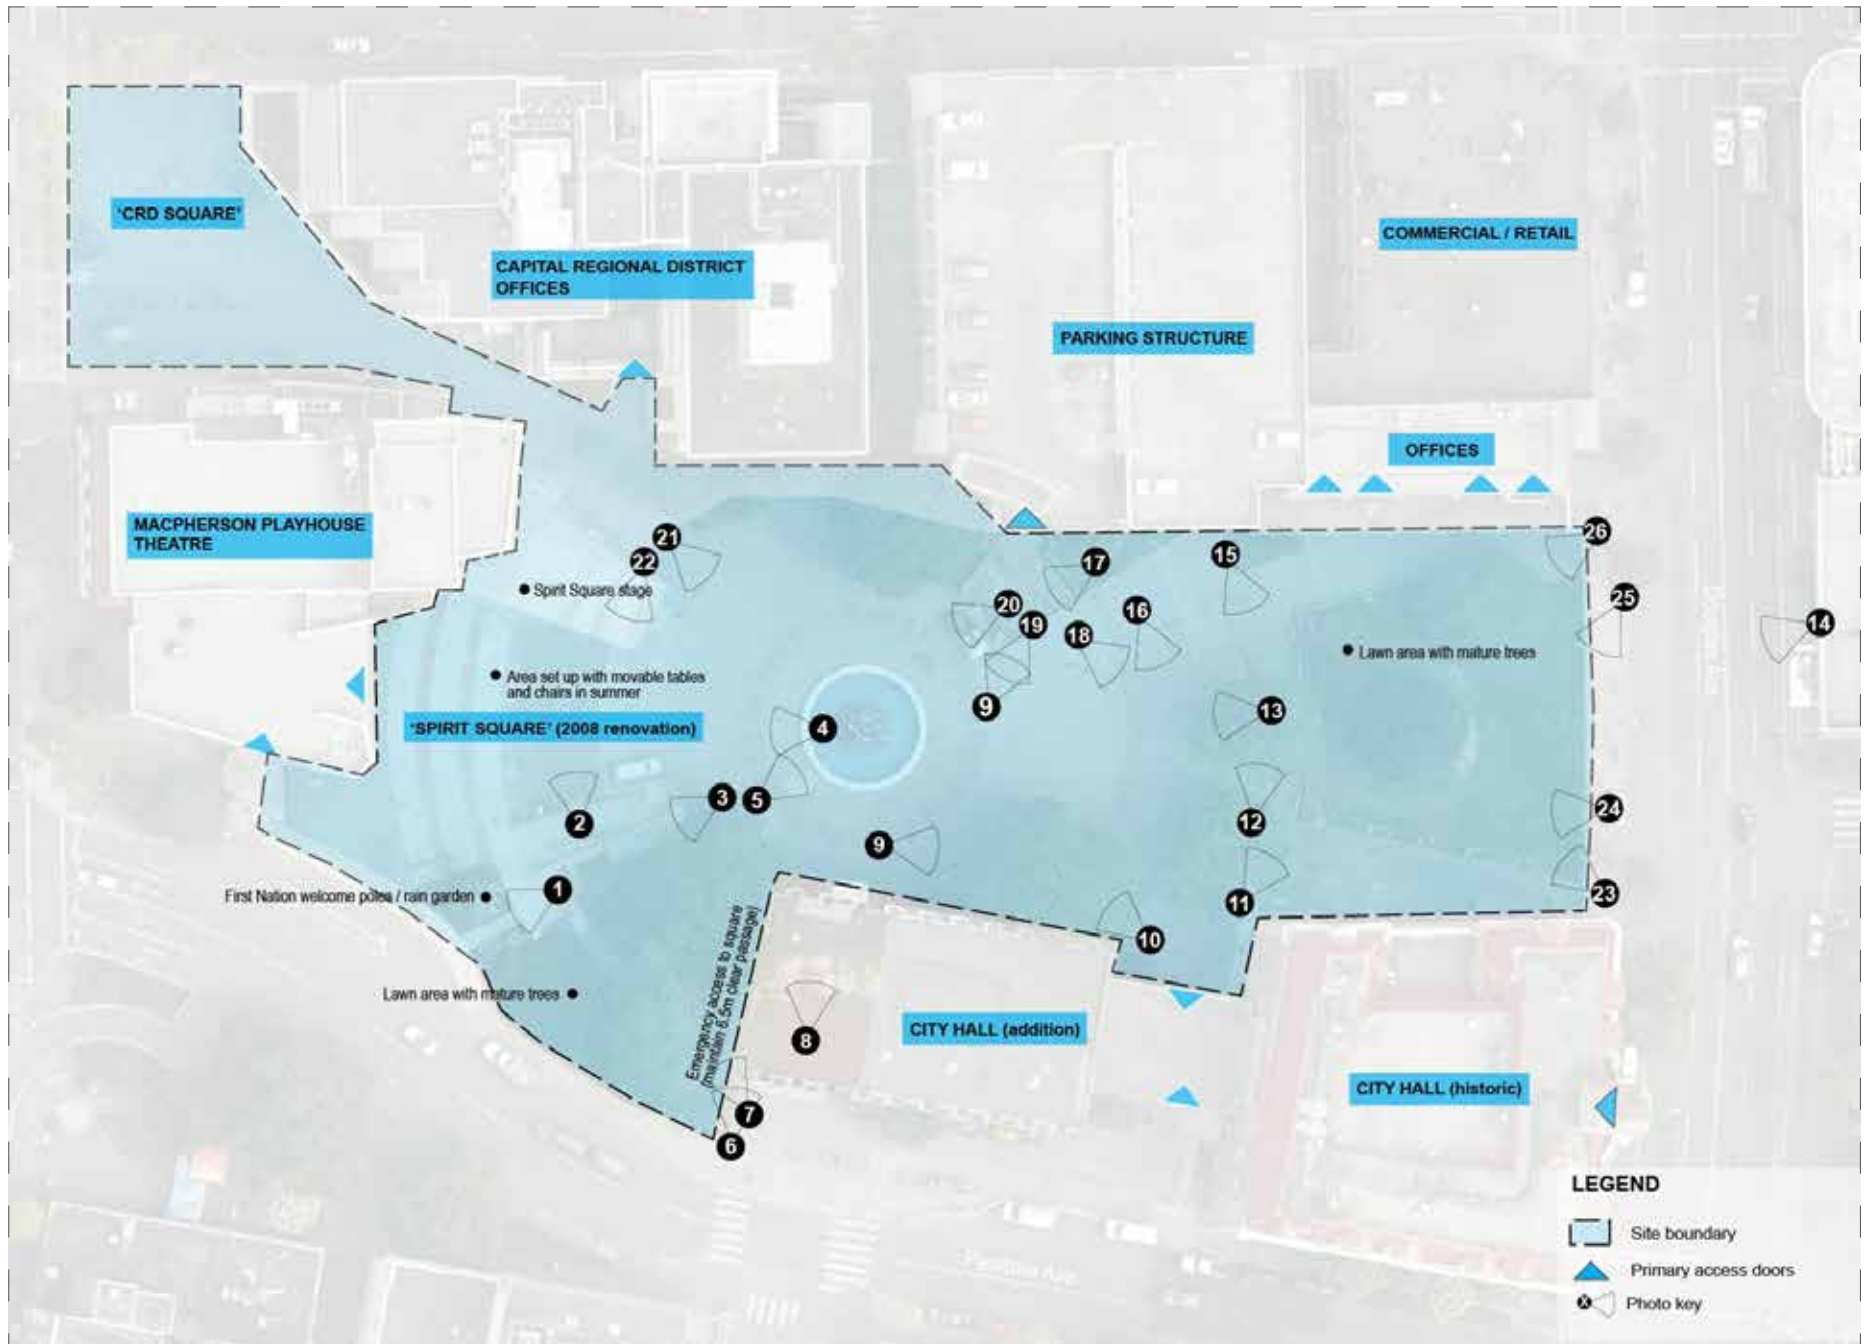 'CRD SQUARE'
COMMERCIAL / RETAIL
CAPITAL REGIONAL DISTRICT
OFFICES
PARKING STRUCTURE
OFFICES
MACPHERSON PLAYHOUSE
THEATRE
21
22
Spirit Square stage
17
15
26
20
19
18
16
25
14
Lawn area with mature trees
Area set up with movable tables
and chairs in summer
9
13
'SPIRIT SQUARE' (2008 renovation)
4
3
5
2
12
24
9
1
11
23
First Nation welcome poles / rain garden
10
Lawn area with mature trees
Emergency access to square
(maintain 6.5m clear passage)
8
CITY HALL (addition)
CITY HALL (historic)
7
6
LEGEND
Site boundary
Primary access doors
X
Photo key